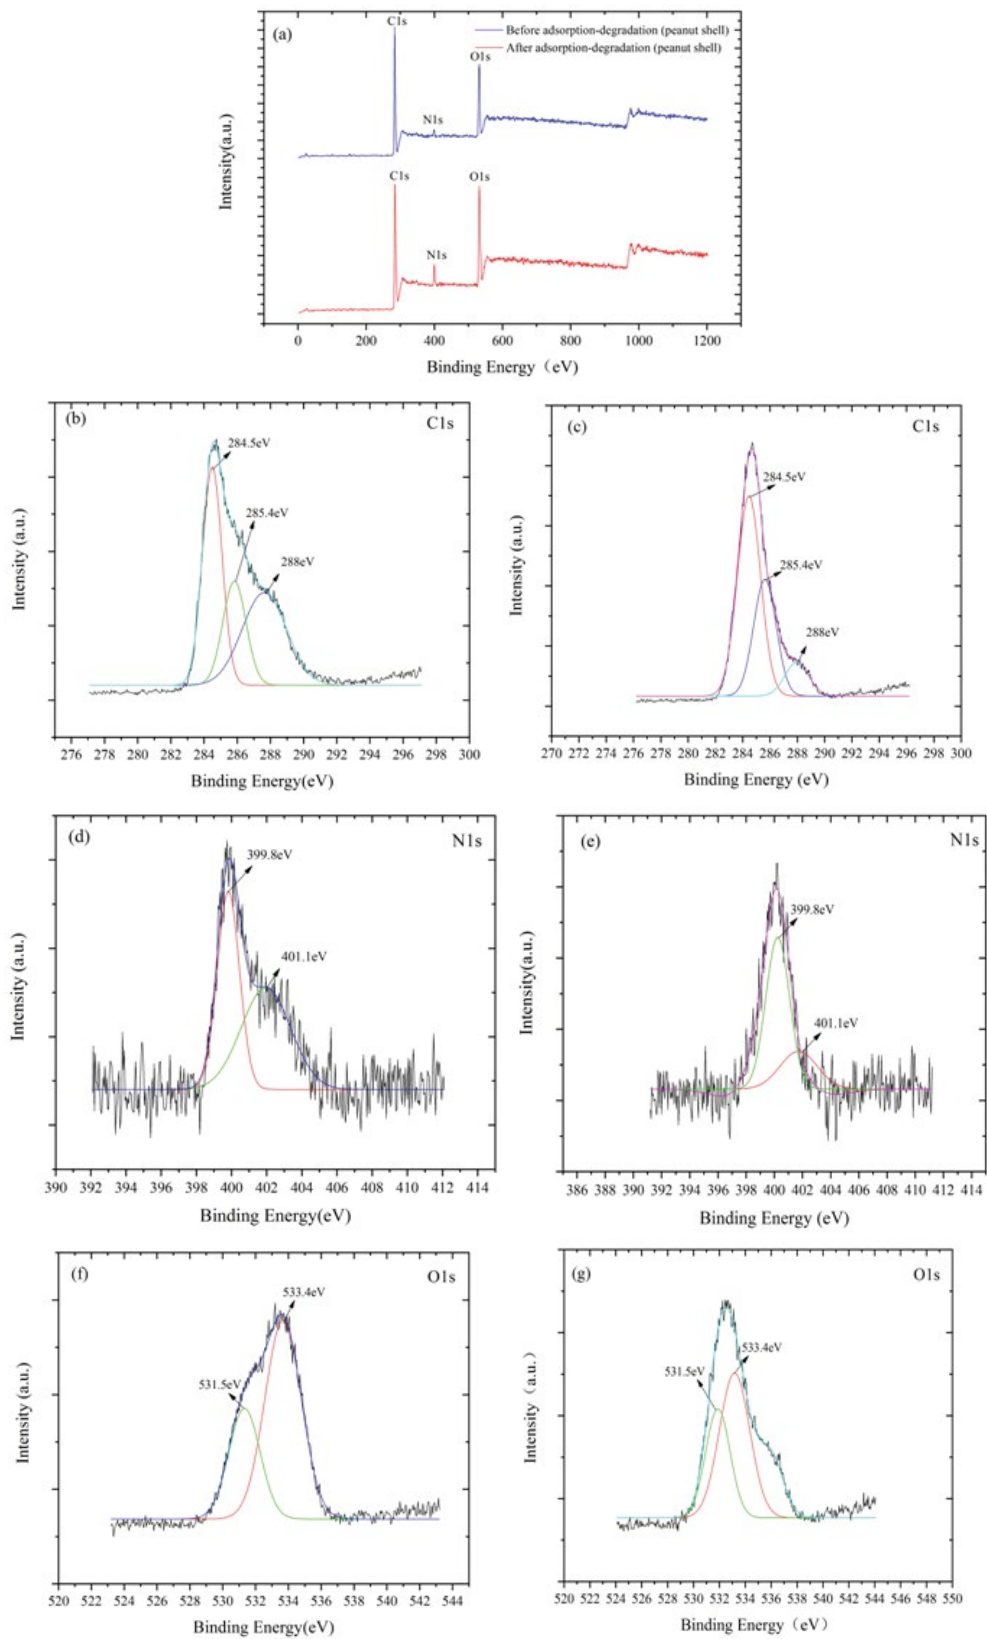 (a)
C1s
Before adsorption-degradation (peanut shell)
After adsorption-degradation (peanut shell)
O1s
N1s
C1s
O1s
N1s
Intensity(a.u.)
0 200 400 600 800 1000 1200
Binding Energy (eV)
(b)
C1s
284.5eV
285.4eV
288eV
Intensity (a.u.)
276 278 280 282 284 286 288 290 292 294 296 298 300
Binding Energy(eV)
(c)
C1s
284.5eV
285.4eV
288eV
Intensity (a.u.)
270 272 274 276 278 280 282 284 286 288 290 292 294 296 298 300
Binding Energy (eV)
(d)
N1s
399.8eV
401.1eV
Intensity (a.u.)
390 392 394 396 398 400 402 404 406 408 410 412 414
Binding Energy(eV)
(e)
N1s
399.8eV
401.1eV
Intensity(a.u.)
386 388 390 392 394 396 398 400 402 404 406 408 410 412 414
Binding Energy (eV)
(f)
O1s
533.4eV
531.5eV
Intensity (a.u.)
520 522 524 526 528 530 532 534 536 538 540 542 544
Binding Energy(eV)
(g)
O1s
533.4eV
531.5eV
Intensity (a.u.)
520 522 524 526 528 530 532 534 536 538 540 542 544 546 548 550
Binding Energy (eV)